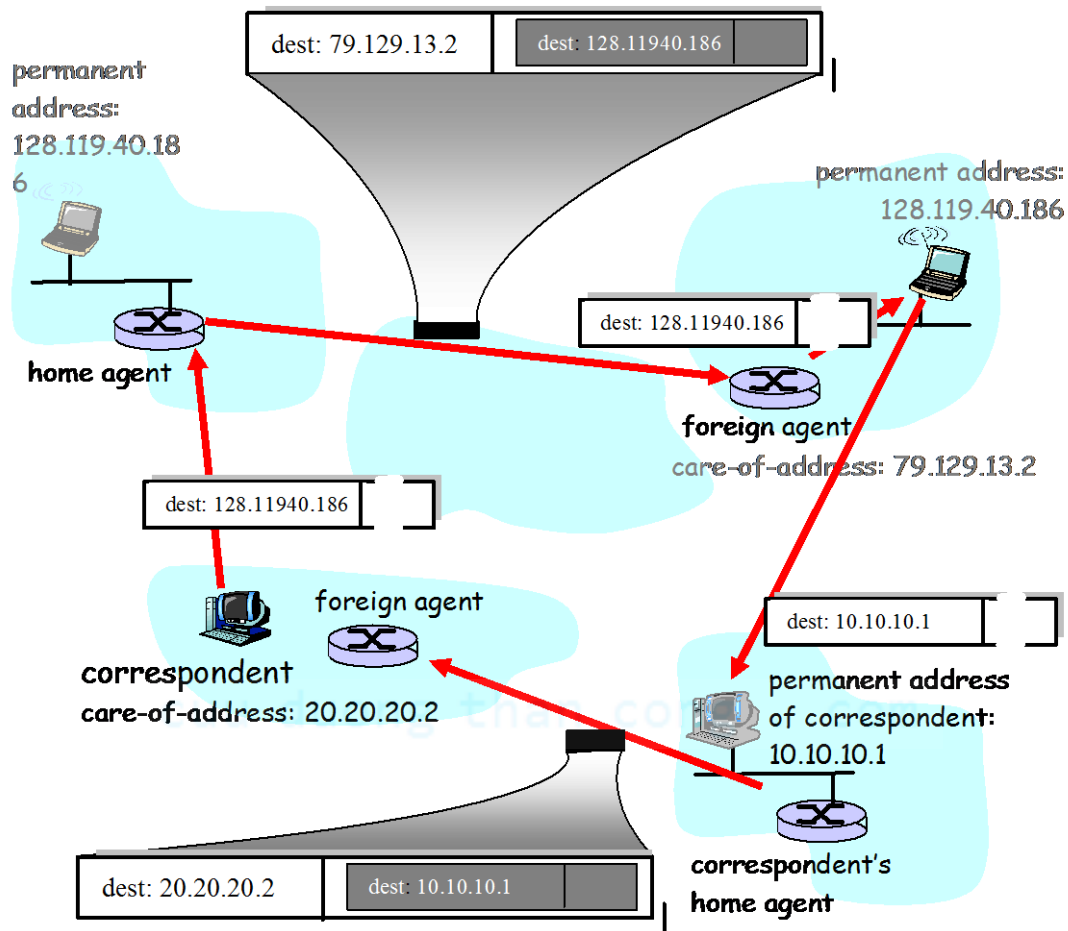 dest: 79.129.13.2
dest: 128.11940.186
permanent
address:
128.119.40.18
6
permanent address:
128.119.40.186
dest: 128.11940.186
home agent
foreign agent
care-of-address: 79.129.13.2
dest: 128.11940.186
foreign agent
correspondent
care-of-address: 20.20.20.2
dest: 10.10.10.1
permanent address
of correspondent:
10.10.10.1
correspondent's
home agent
dest: 20.20.20.2
dest: 10.10.10.1